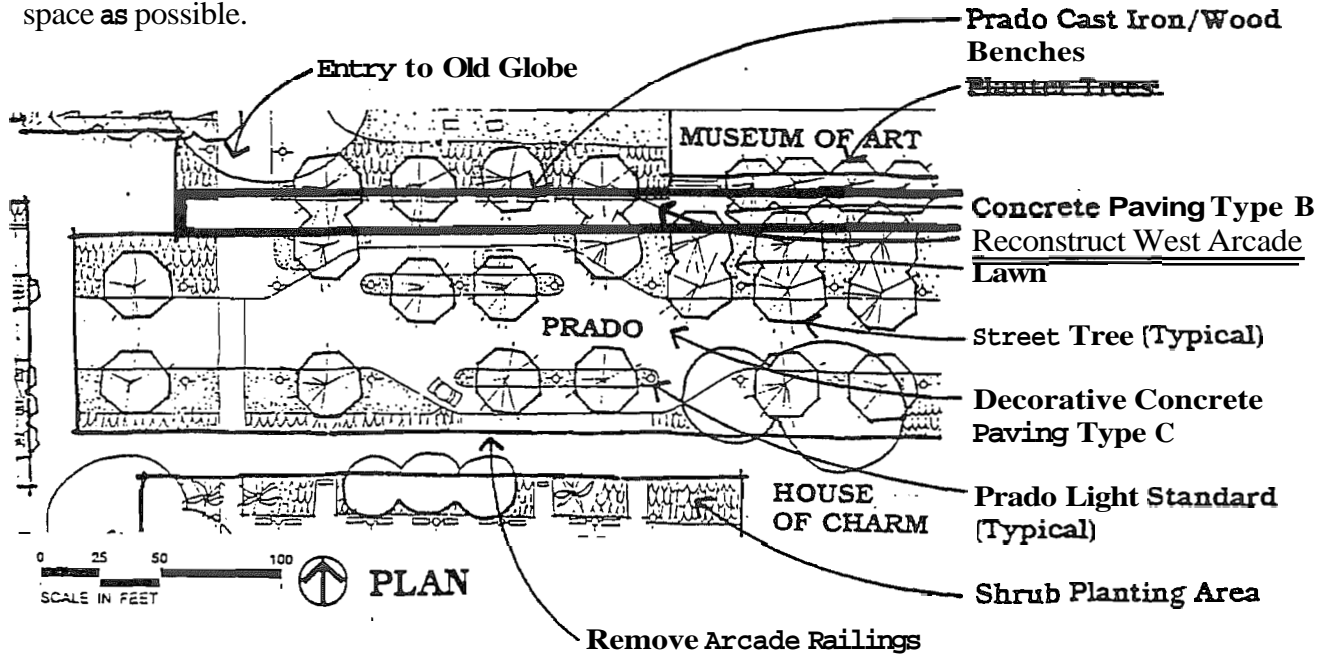 space as possible.
Prado Cast Iron/Wood
Benches
Entry to Old Globe
Planter Trees
MUSEUM OF ART
Concrete Paving Type B
Reconstruct West Arcade
Lawn
PRADO
Street Tree (Typical)
Decorative Concrete
Paving Type C
HOUSE
OF CHARM
Prado Light Standard
(Typical)
0 25 50 100
SCALE IN FEET
PLAN
Shrub Planting Area
Remove Arcade Railings